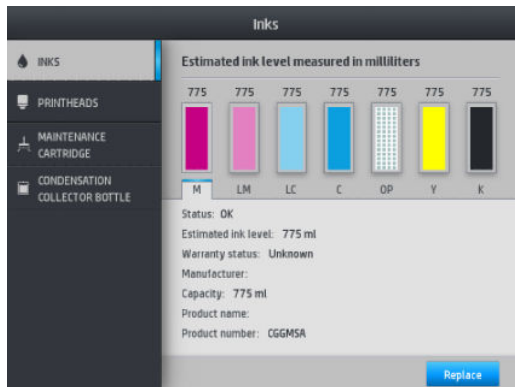 Inks
INKS
PRINTHEADS
MAINTENANCE
CARTRIDGE
CONDENSATION
COLLECTOR BOTTLE
Estimated ink level measured in milliliters
775 775 775 775 775 775 775
M LM LC C OP Y K
Status: OK
Estimated ink level: 775 ml
Warranty status: Unknown
Manufacturer:
Capacity: 775 ml
Product name:
Product number: CGGMSA
Replace